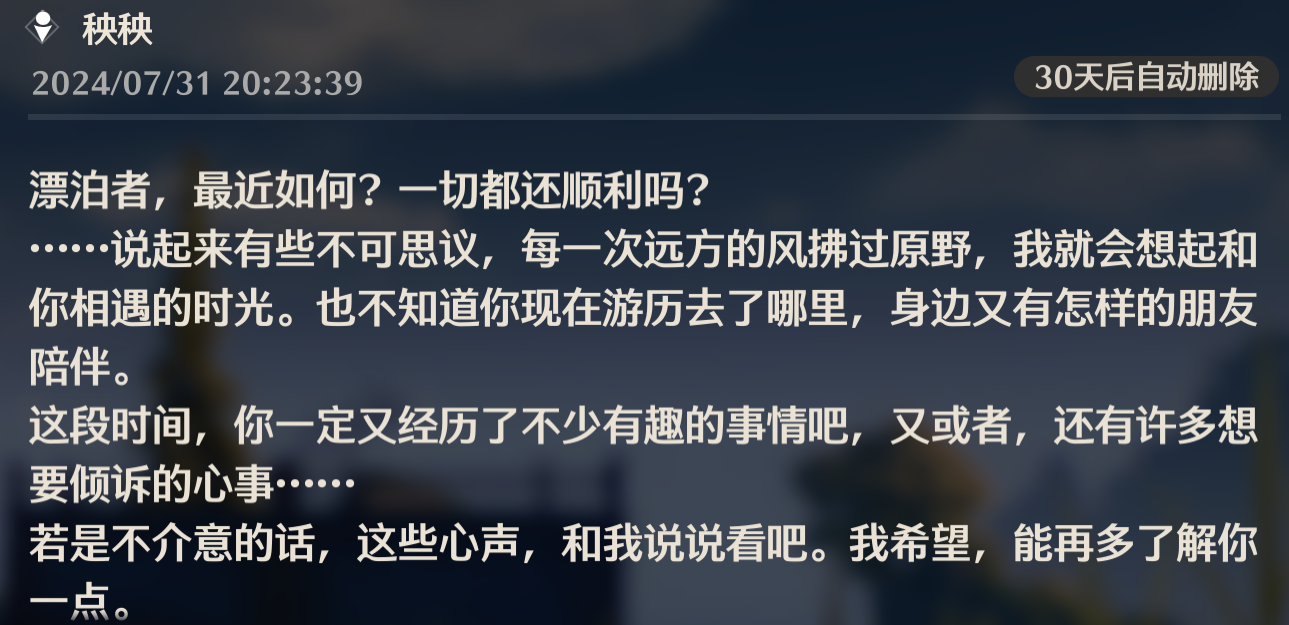 秧秧
2024/07/31 20:23:39
30天后自动删除
漂泊者，最近如何？一切都还顺利吗？
……说起来有些不可思议，每一次远方的风拂过原野，我就会想起和
你相遇的时光。也不知道你现在游历去了哪里，身边又有怎样的朋友
陪伴。
这段时间，你一定又经历了不少有趣的事情吧，又或者，还有许多想
要倾诉的心事……
若是不介意的话，这些心声，和我说说看吧。我希望，能再多了解你
一点。